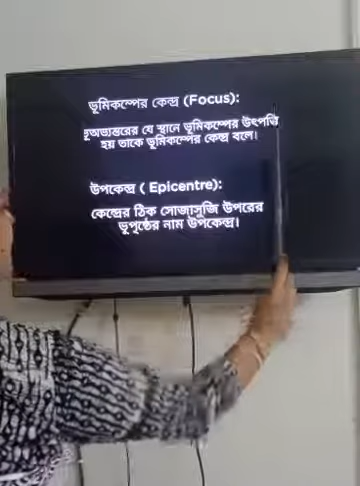 ভূমিকম্পের কেন্দ্র (Focus):
ভূঅভ্যন্তরের যে স্থানে ভূমিকম্পের উৎপত্তি
হয় তাকে ভূমিকম্পের কেন্দ্র বলে।
উপকেন্দ্র ( Epicentre):
কেন্দ্রের ঠিক সোজাসুজি উপরের
ভূপৃষ্ঠের নাম উপকেন্দ্র।